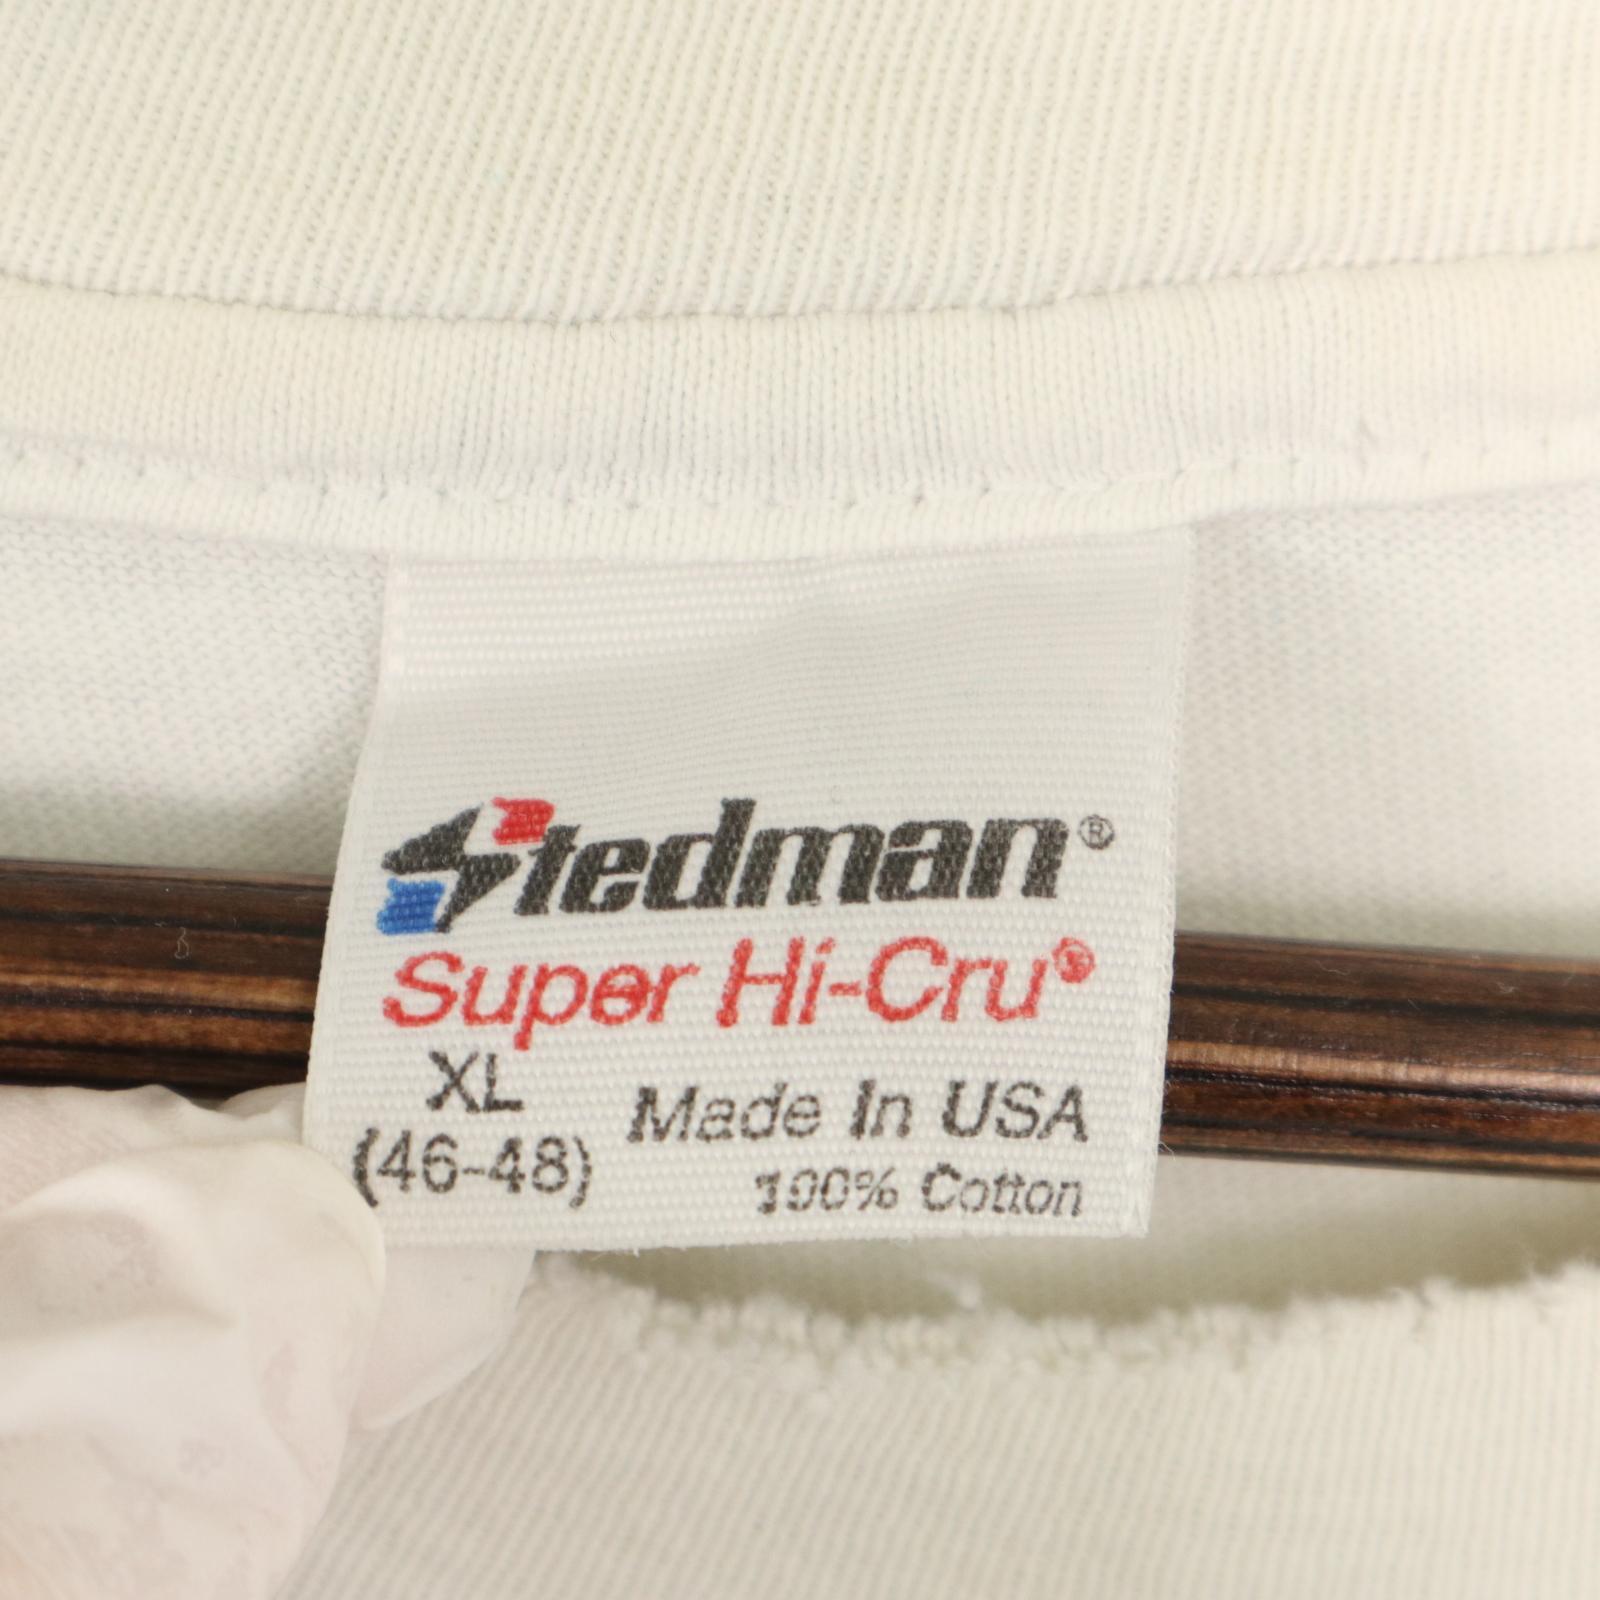 Stedman®
Super Hi-Cru®
XL
(46-48)
Made In USA
100% Cotton